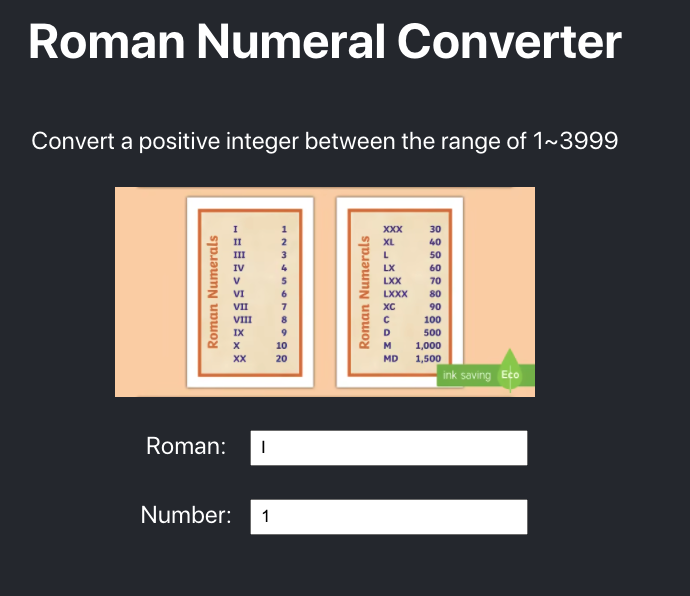 Roman Numeral Converter
Convert a positive integer between the range of 1~3999
Roman Numerals
I 1
II 2
III 3
IV 4
V 5
VI 6
VII 7
VIII 8
IX 9
X 10
XX 20
Roman Numerals
XXX 30
XL 40
L 50
LX 60
LXX 70
LXXX 80
XC 90
C 100
D 500
M 1,000
MD 1,500
ink saving Eco
Roman: I
Number: 1